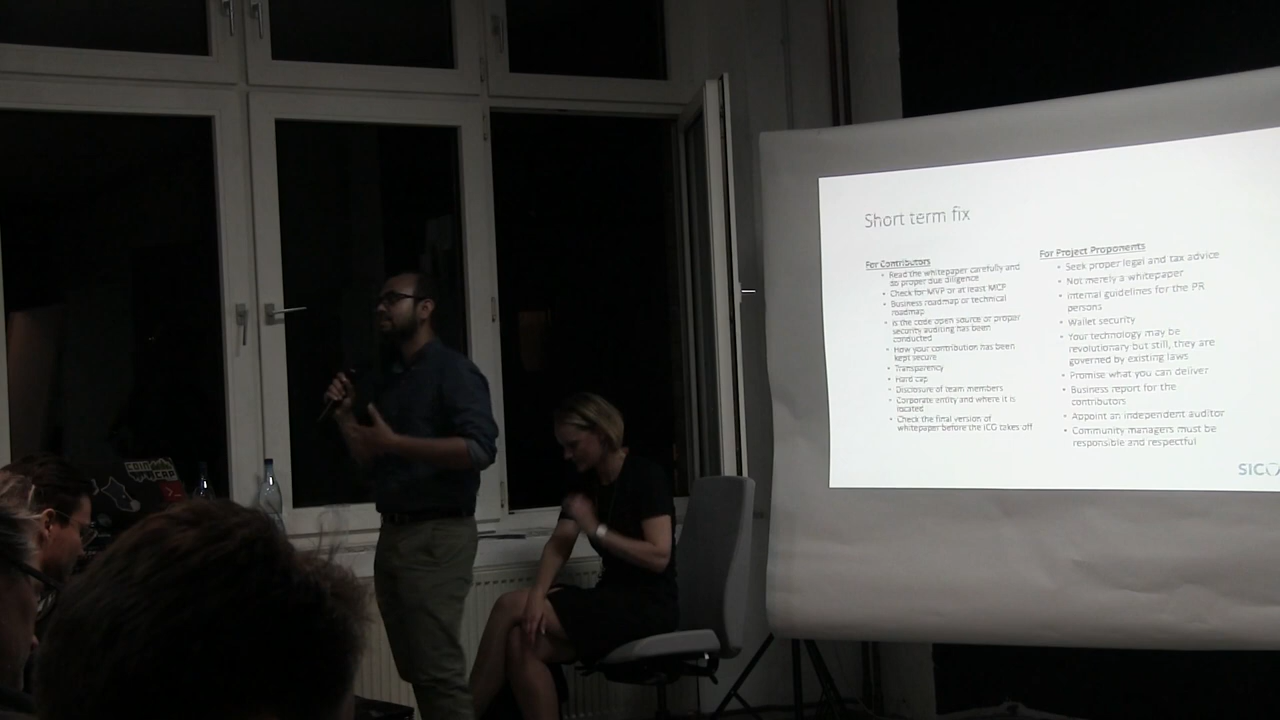 COIN
CAP
Short term fix
For Contributors
• Read the whitepaper carefully and
so proper due diligence
• Check for MVP or at least MCP
• Business roadmap or technical
roadmap
• Is the code open source or proper
security auditing has been
conducted
• How your contribution has been
kept secure
• Transparency
• Hard cap
• Disclosure of team members
• Corporate entity and where it is
located
• Check the final version of
whitepaper before the ICG takes off
For Project Proponents
• Seek proper legal and tax advice
• Not merely a whitepaper
• Internal guidelines for the PR
persons
• Wallet security
• Your technology may be
revolutionary but still, they are
governed by existing laws
• Promise what you can deliver
• Business report for the
contributors
• Appoint an independent auditor
• Community managers must be
responsible and respectful